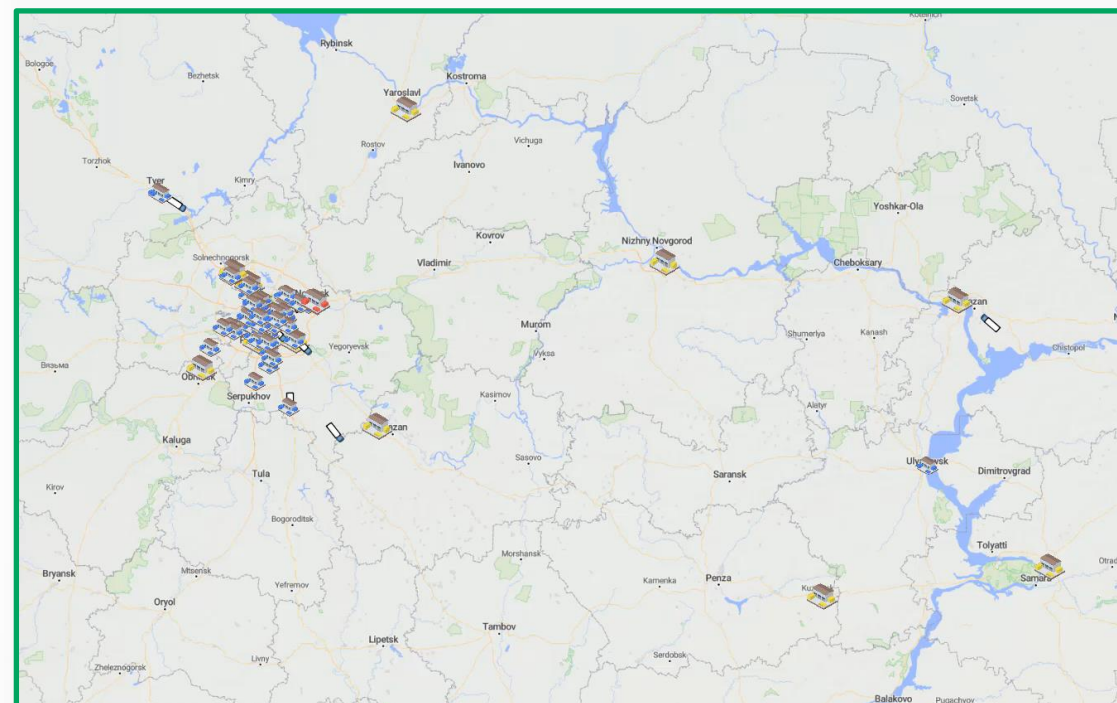 Kotelnich
Rybinsk
Bologoe
Bezhetsk
Kostroma
Yaroslavl
Sovetsk
Vichuga
Rostov
Torzhok
Ivanovo
Tver
Kimry
Yoshkar-Ola
Kovrov
Nizhny Novgorod
Solnechnogorsk
Vladimir
Cheboksary
Murom
Shumerlya
Kanash
Yegoryevsk
Chistopol
Vyksa
Вязьма
Kasimov
Serpukhov
Alatyr
Kaluga
Sasovo
Dimitrovgrad
Tula
Saransk
Kirov
Bogoroditsk
Tolyatti
Morshansk
Otrad
Bryansk
Mtsensk
Kamenka
Penza
Samara
Yefremov
Oryol
Tambov
Lipetsk
Livny
Serdobsk
Zheleznogorsk
Balakovo
Pugachyov